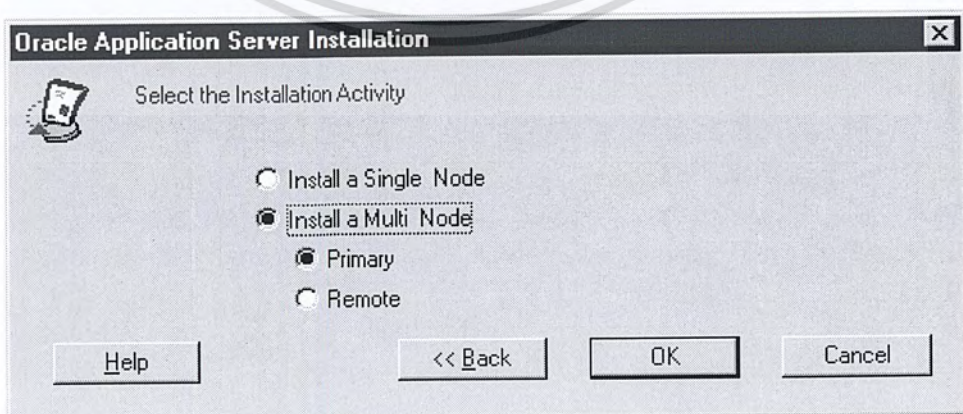 Oracle Application Server Installation
Select the Installation Activity
Install a Single Node
Install a Multi Node
Primary
Remote
Help
<< Back
OK
Cancel